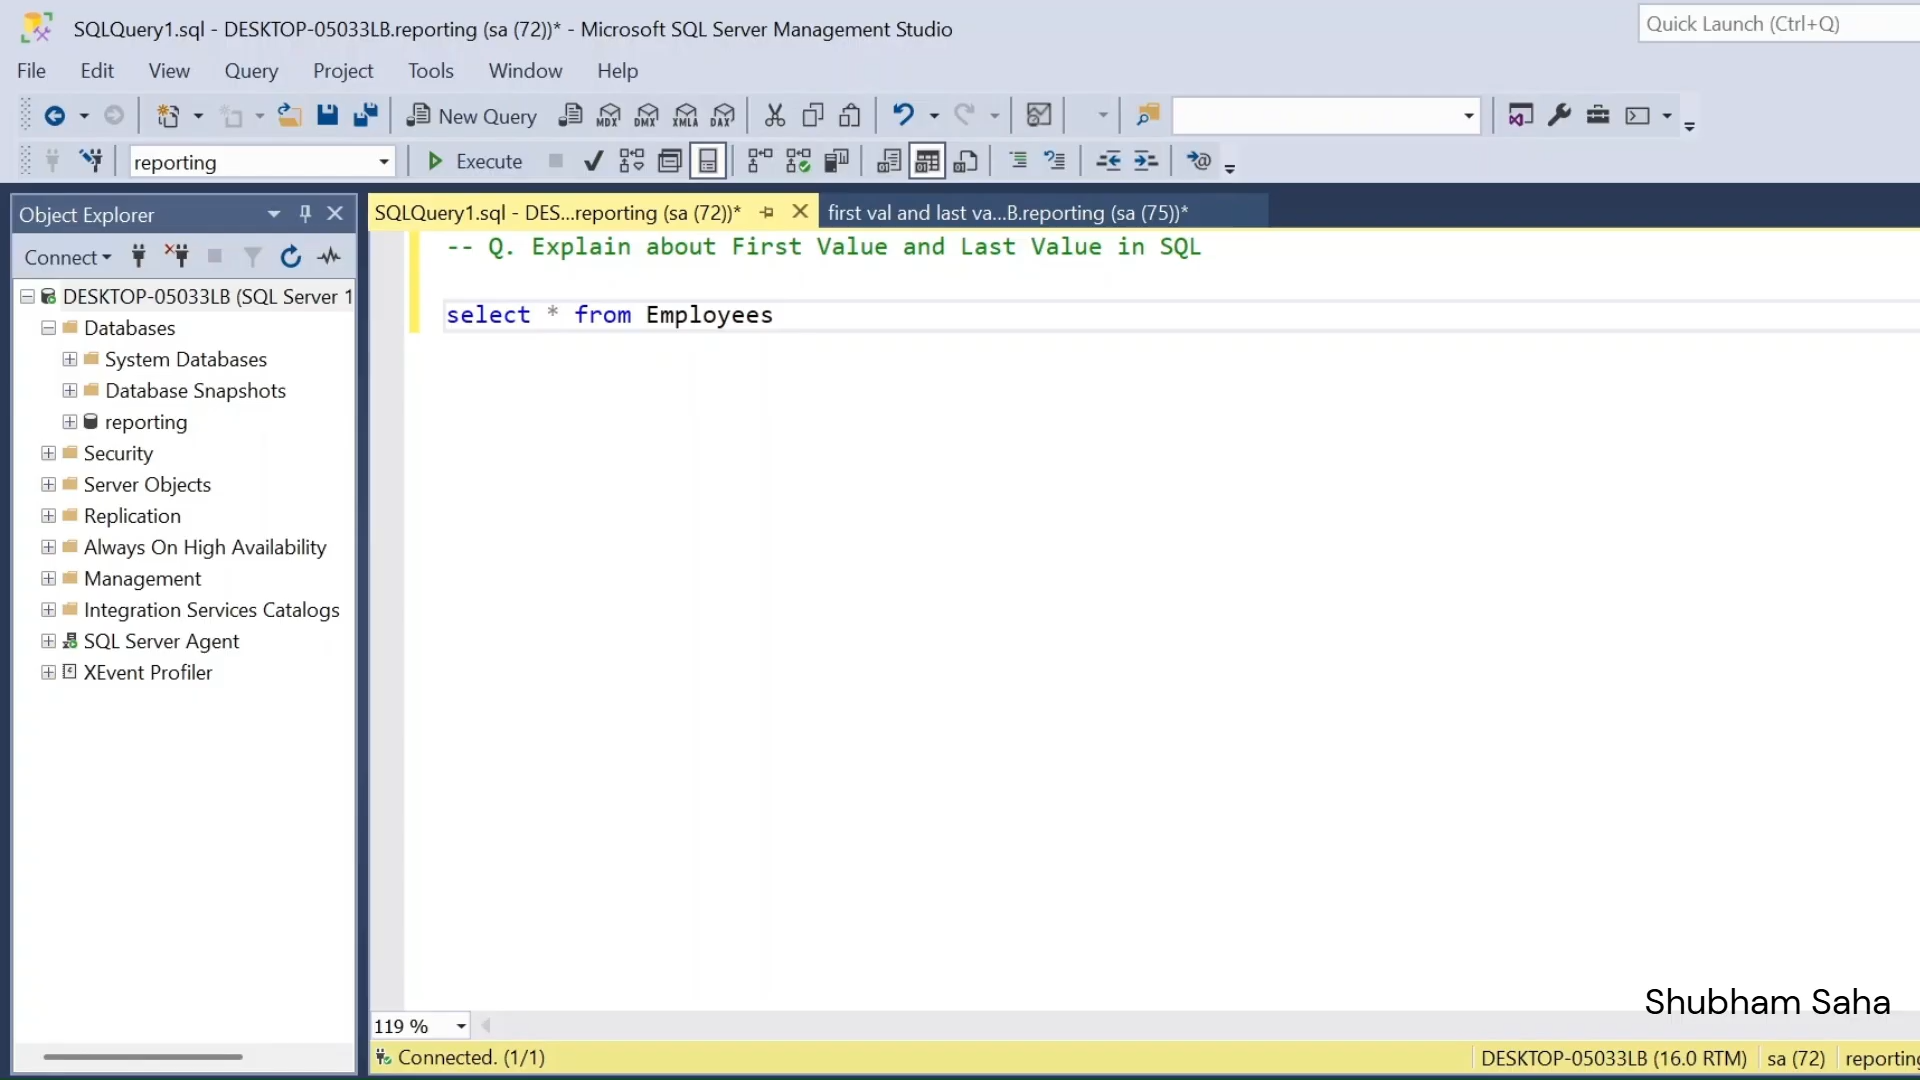 SQLQuery1.sql - DESKTOP-05033LB.reporting (sa (72))* - Microsoft SQL Server Management Studio
Quick Launch (Ctrl+Q)
File Edit View Query Project Tools Window Help
New Query MDX DMX XMLA DAX
reporting Execute
Object Explorer
SQLQuery1.sql - DES...reporting (sa (72))* first val and last va...B.reporting (sa (75))*
Connect
DESKTOP-05033LB (SQL Server 1
Databases
System Databases
Database Snapshots
reporting
Security
Server Objects
Replication
Always On High Availability
Management
Integration Services Catalogs
SQL Server Agent
XEvent Profiler
-- Q. Explain about First Value and Last Value in SQL
select * from Employees
Shubham Saha
119 %
Connected. (1/1) DESKTOP-05033LB (16.0 RTM) sa (72) reporting